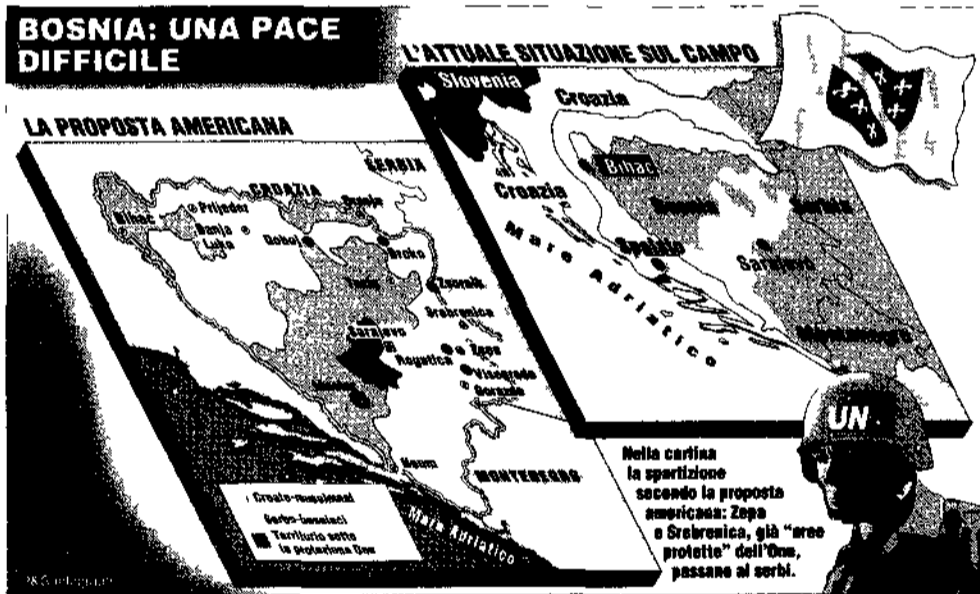 BOSNIA: UNA PACE
DIFFICILE
LA PROPOSTA AMERICANA
SERBIA
CROAZIA
Bihac
Prijedor
Banja
Luka
Doboj
Brcko
Tuzla
Zvornik
Srebrenica
Sarajevo
Rogatica
Zepa
Visegrado
Gorazde
Neum
MONTENEGRO
Mare Adriatico
Croato-musulmani
Serbo-bosniaci
Territorio sotto
la protezione Onu
L'ATTUALE SITUAZIONE SUL CAMPO
Slovenia
Croazia
Bihac
Croazia
Spalato
Sarajevo
Montenegro
Mare Adriatico
UN
Nella cartina
la spartizione
secondo la proposta
americana: Zepa
e Srebrenica, già "aree
protette" dell'Onu,
passano ai serbi.